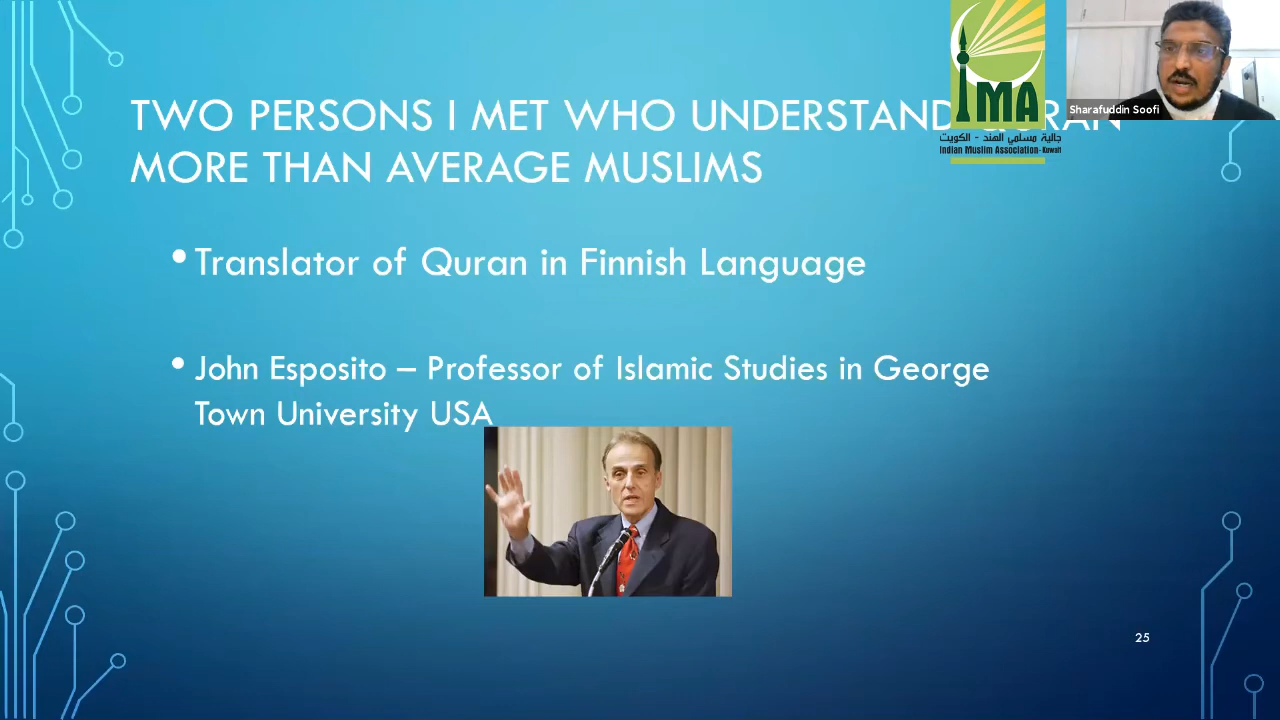 TWO PERSONS I MET WHO UNDERSTAND QURAN
MORE THAN AVERAGE MUSLIMS
IMA
جالية مسلمي الهند - الكويت
Indian Muslim Association-Kuwait
Sharafuddin Soofi
•Translator of Quran in Finnish Language
•John Esposito – Professor of Islamic Studies in George
Town University USA
25